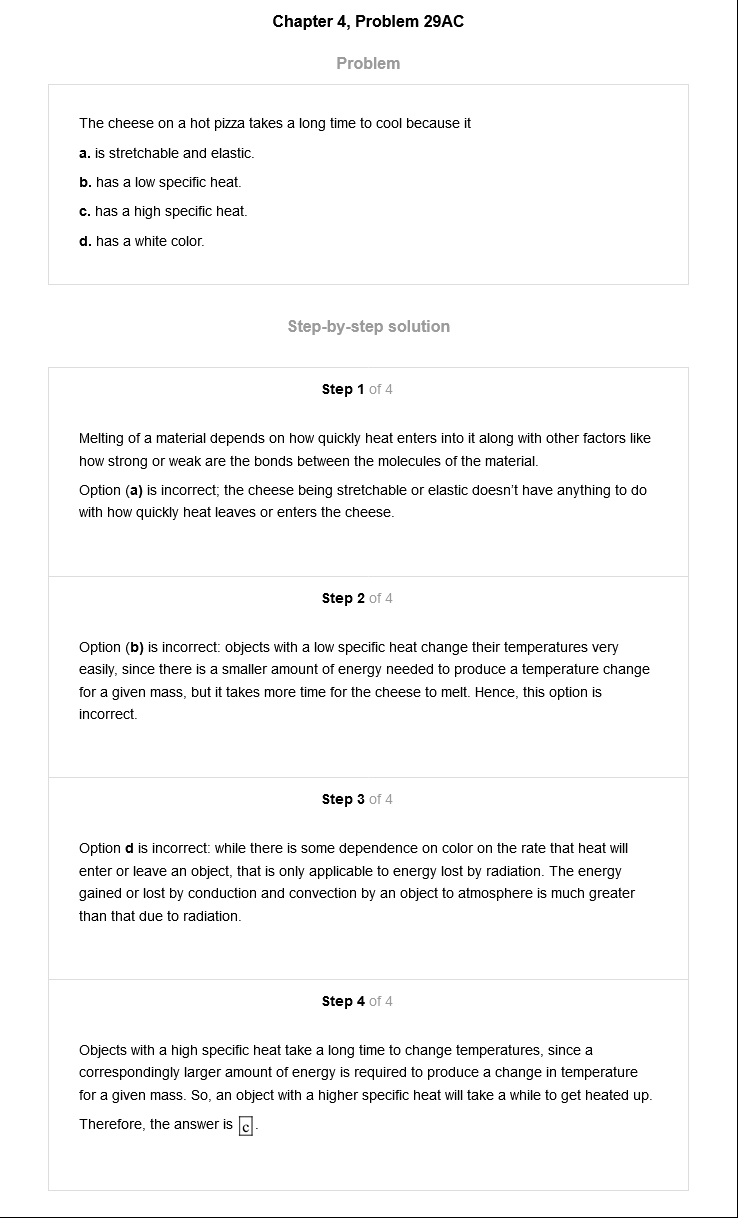 Chapter 4, Problem 29AC
Problem
The cheese on a hot pizza takes a long time to cool because it
a. is stretchable and elastic.
b. has a low specific heat.
c. has a high specific heat.
d. has a white color.
Step-by-step solution
Step 1 of 4
Melting of a material depends on how quickly heat enters into it along with other factors like
how strong or weak are the bonds between the molecules of the material.
Option (a) is incorrect; the cheese being stretchable or elastic doesn't have anything to do
with how quickly heat leaves or enters the cheese.
Step 2 of 4
Option (b) is incorrect: objects with a low specific heat change their temperatures very
easily, since there is a smaller amount of energy needed to produce a temperature change
for a given mass, but it takes more time for the cheese to melt. Hence, this option is
incorrect.
Step 3 of 4
Option d is incorrect: while there is some dependence on color on the rate that heat will
enter or leave an object, that is only applicable to energy lost by radiation. The energy
gained or lost by conduction and convection by an object to atmosphere is much greater
than that due to radiation.
Step 4 of 4
Objects with a high specific heat take a long time to change temperatures, since a
correspondingly larger amount of energy is required to produce a change in temperature
for a given mass. So, an object with a higher specific heat will take a while to get heated up.
Therefore, the answer is c.